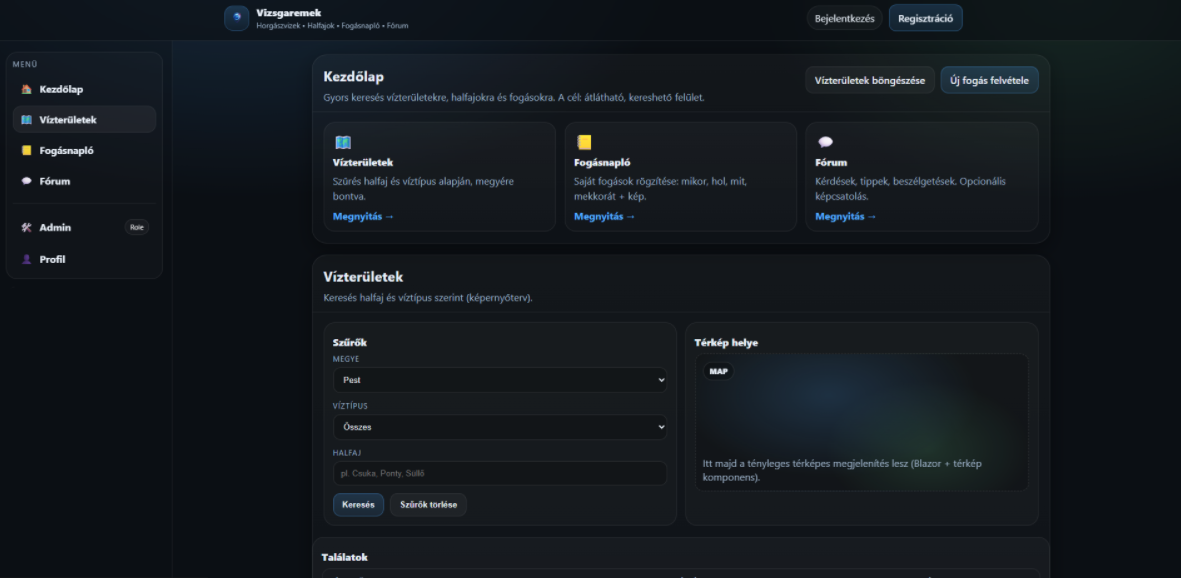 Vizsgaremek
Horgászvizek • Halfajok • Fogásnapló • Fórum
Bejelentkezés
Regisztráció
MENÜ
Kezdőlap
Vízterületek
Fogásnapló
Fórum
Admin
Role
Profil
Kezdőlap
Gyors keresés vízterületekre, halfajokra és fogásokra. A cél: átlátható, kereshető felület.
Vízterületek böngészése
Új fogás felvétele
Vízterületek
Szűrés halfaj és víztípus alapján, megyére
bontva.
Megnyitás →
Fogásnapló
Saját fogások rögzítése: mikor, hol, mit,
mekkorát + kép.
Megnyitás →
Fórum
Kérdések, tippek, beszélgetések. Opcionális
képcsatolás.
Megnyitás →
Vízterületek
Keresés halfaj és víztípus szerint (képernyőterv).
Szűrők
MEGYE
Pest
VÍZTÍPUS
Összes
HALFAJ
pl. Csuka, Ponty, Süllő
Keresés
Szűrők törlése
Térkép helye
MAP
Itt majd a tényleges térképes megjelenítés lesz (Blazor + térkép
komponens).
Találatok